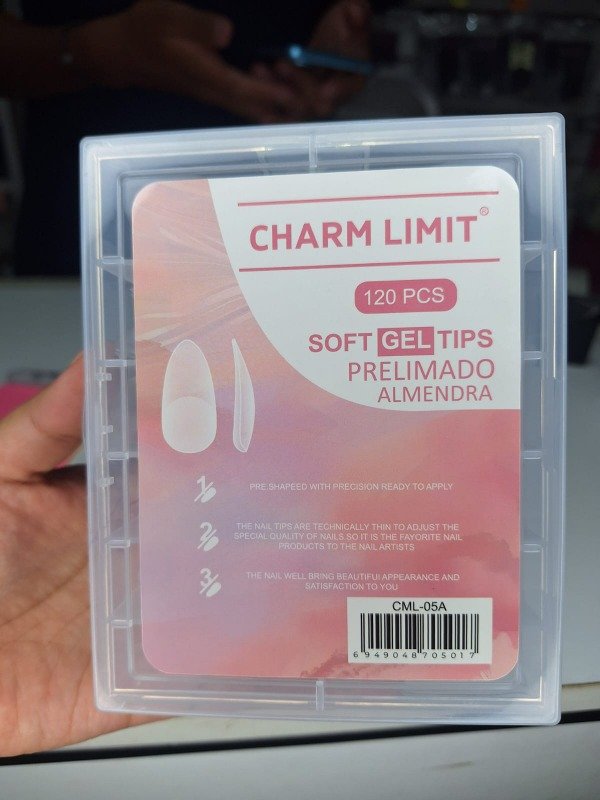 CHARM LIMIT®
120 PCS
SOFT GEL TIPS
PRELIMADO
ALMENDRA
1
PRE.SHAPEED WITH PRECISION READY TO APPLY
2
THE NAIL TIPS ARE TECHNICALLY THIN TO ADJUST THE
SPECIAL QUALITY OF NAILS.SO IT IS THE FAYORITE NAIL
PRODUCTS TO THE NAIL ARTISTS
3
THE NAIL WELL BRING BEAUTIFUI APPEARANCE AND
SATISFACTION TO YOU
CML-05A
6949048705017